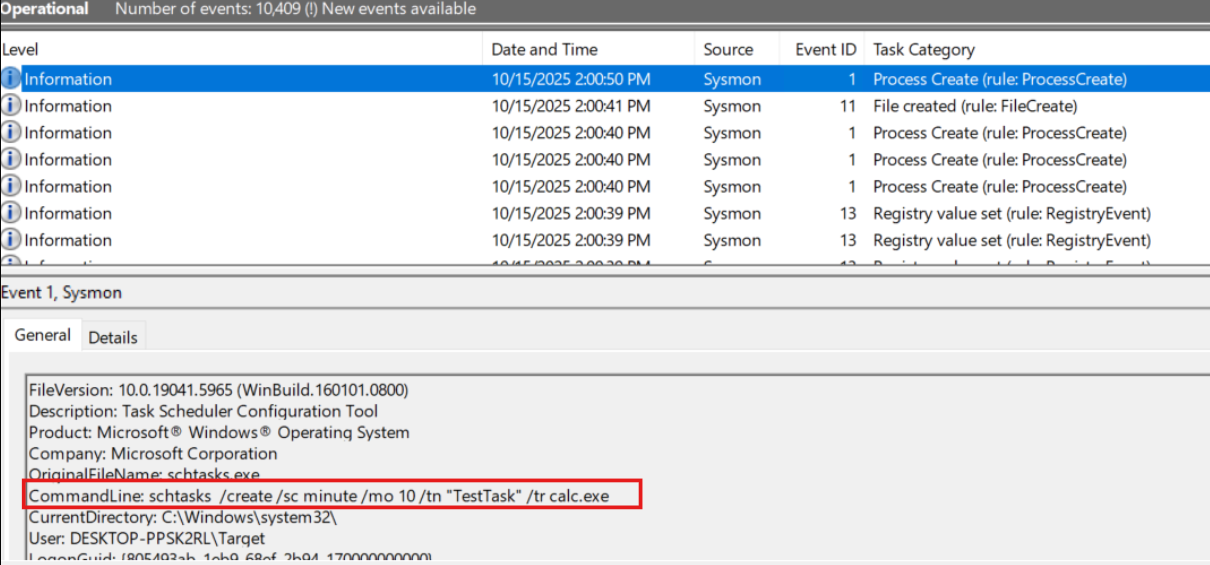 Operational Number of events: 10,409 (!) New events available
Level Date and Time Source Event ID Task Category
Information 10/15/2025 2:00:50 PM Sysmon 1 Process Create (rule: ProcessCreate)
Information 10/15/2025 2:00:41 PM Sysmon 11 File created (rule: FileCreate)
Information 10/15/2025 2:00:40 PM Sysmon 1 Process Create (rule: ProcessCreate)
Information 10/15/2025 2:00:40 PM Sysmon 1 Process Create (rule: ProcessCreate)
Information 10/15/2025 2:00:40 PM Sysmon 1 Process Create (rule: ProcessCreate)
Information 10/15/2025 2:00:39 PM Sysmon 13 Registry value set (rule: RegistryEvent)
Information 10/15/2025 2:00:39 PM Sysmon 13 Registry value set (rule: RegistryEvent)
Event 1, Sysmon
General Details
FileVersion: 10.0.19041.5965 (WinBuild.160101.0800)
Description: Task Scheduler Configuration Tool
Product: Microsoft® Windows® Operating System
Company: Microsoft Corporation
OriginalFileName: schtasks.exe
CommandLine: schtasks  /create /sc minute /mo 10 /tn "TestTask" /tr calc.exe
CurrentDirectory: C:\Windows\system32\
User: DESKTOP-PPSK2RL\Target